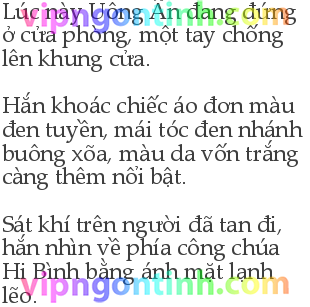 Lúc này Uông Ấn đang đứng
ở cửa phòng, một tay chống
lên khung cửa.
Hắn khoác chiếc áo đơn màu
đen tuyền, mái tóc đen nhánh
buông xõa, màu da vốn trắng
càng thêm nổi bật.
Sát khí trên người đã tan đi,
hắn nhìn về phía công chúa
Hi Bình bằng ánh mắt lạnh
lẽo.
vipngontinh.com
vipngontinh.com